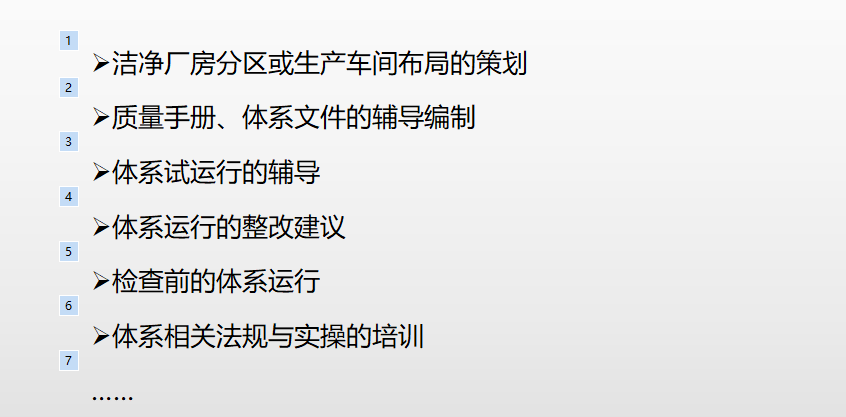 1
➢洁净厂房分区或生产车间布局的策划
2
➢质量手册、体系文件的辅导编制
3
➢体系试运行的辅导
4
➢体系运行的整改建议
5
➢检查前的体系运行
6
➢体系相关法规与实操的培训
7
……